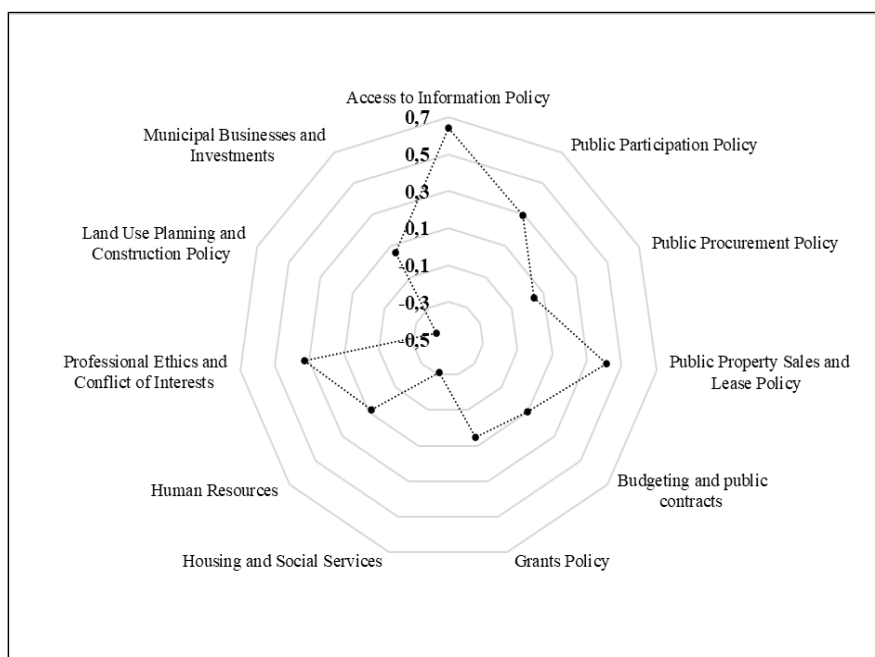 Access to Information Policy
0,7
0,5
0,3
0,1
-0,1
-0,3
-0,5
Public Participation Policy
Public Procurement Policy
Public Property Sales and
Lease Policy
Budgeting and public
contracts
Grants Policy
Housing and Social Services
Human Resources
Professional Ethics and
Conflict of Interests
Land Use Planning and
Construction Policy
Municipal Businesses and
Investments